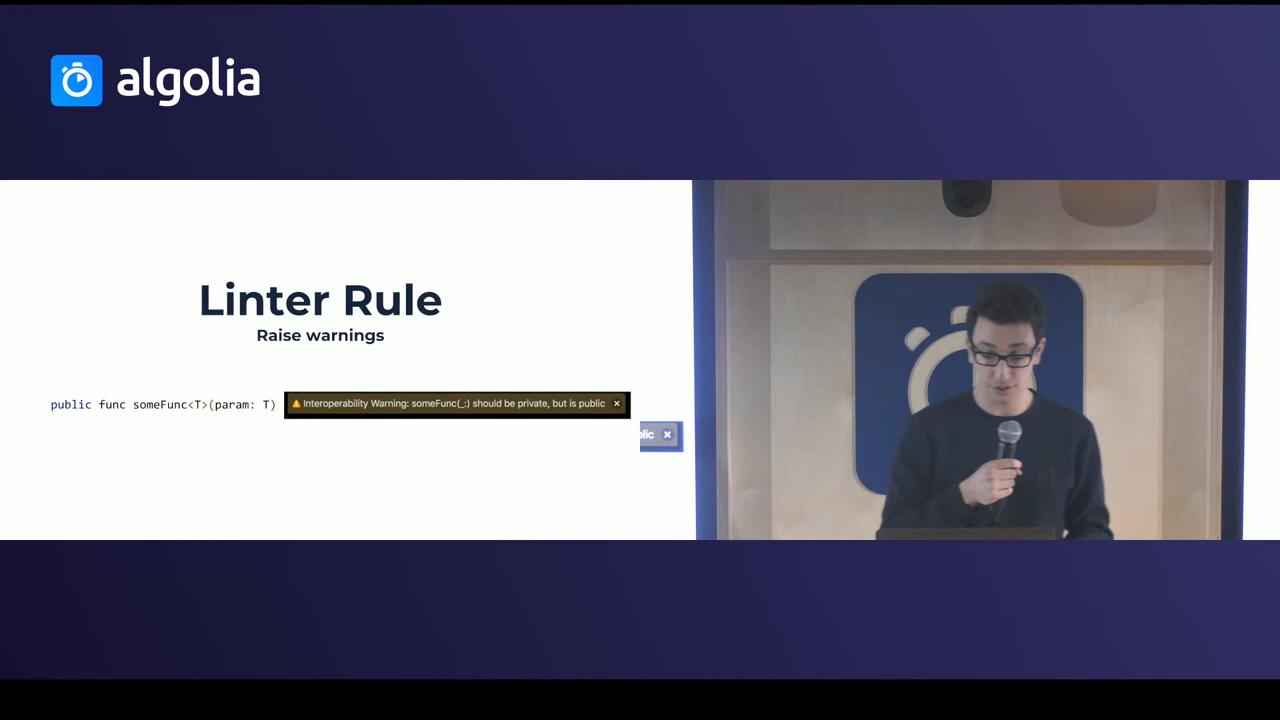 algolia
Linter Rule
Raise warnings
public func someFunc<T>(param: T)
Interoperability Warning: someFunc(_:) should be private, but is public